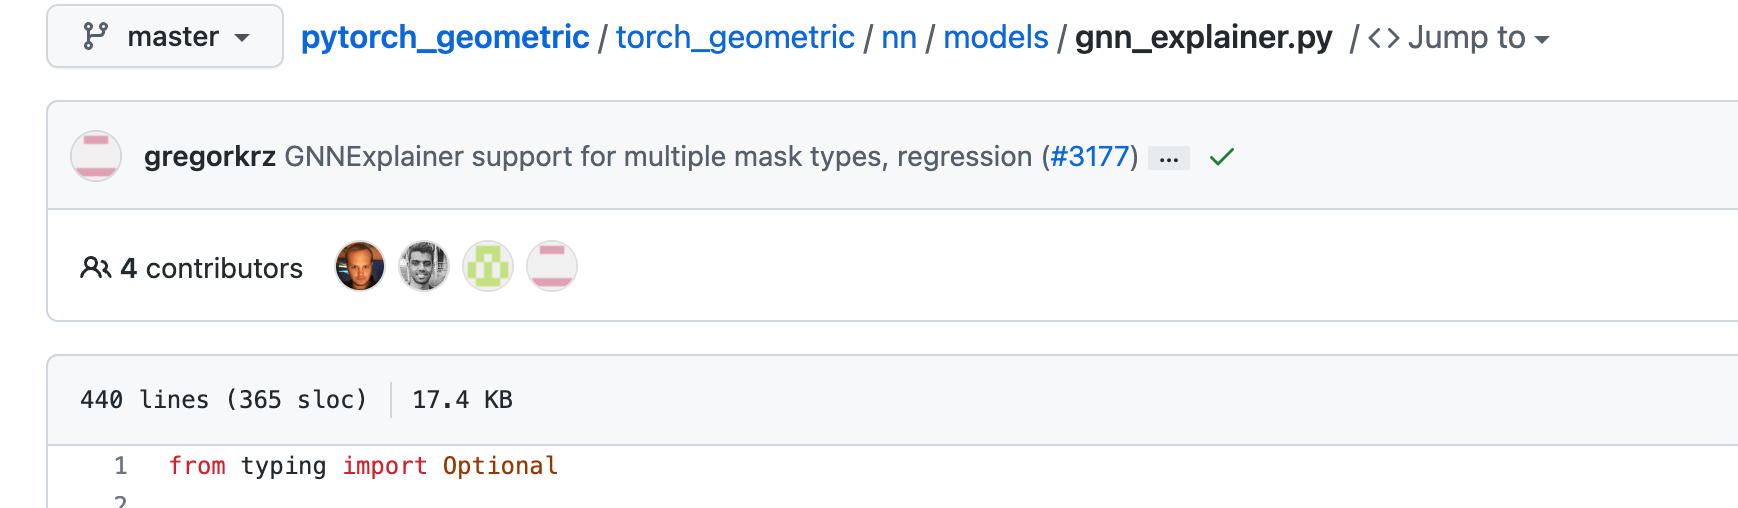 master pytorch_geometric / torch_geometric / nn / models / gnn_explainer.py / <> Jump to
gregorkrz GNNExplainer support for multiple mask types, regression (#3177) ...
4 contributors
440 lines (365 sloc) 17.4 KB
1 from typing import Optional
2